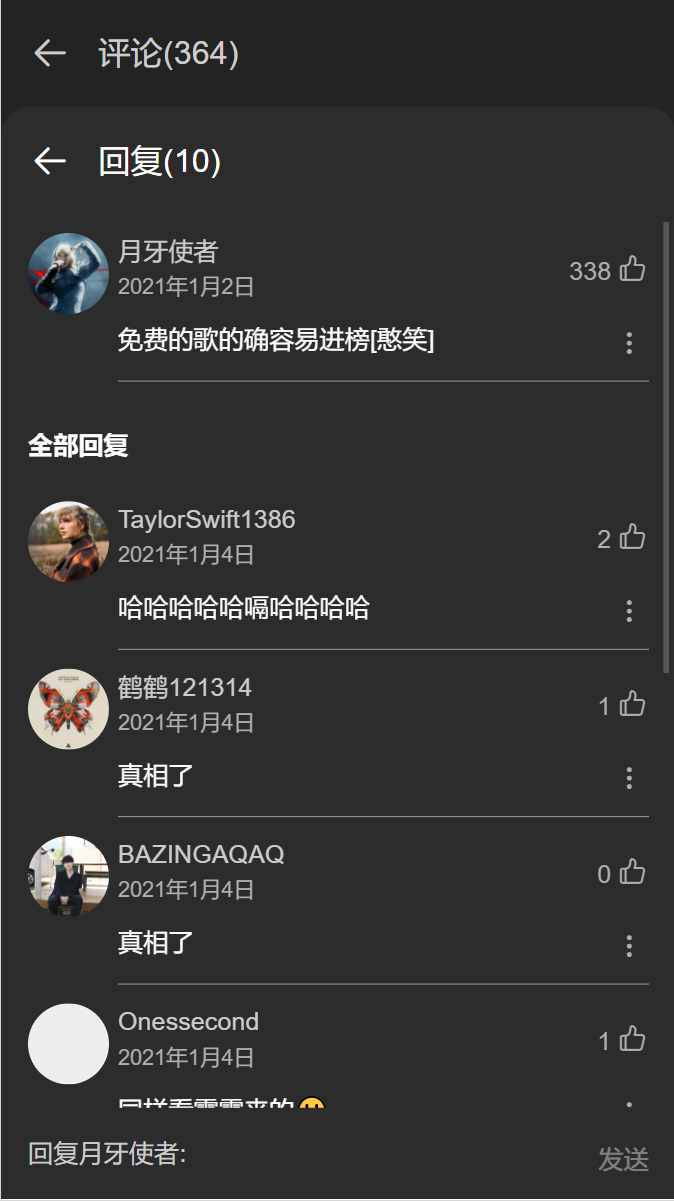 评论(364)
回复(10)
月牙使者
2021年1月2日
338
免费的歌的确容易进榜[憨笑]
全部回复
TaylorSwift1386
2021年1月4日
2
哈哈哈哈哈嗝哈哈哈哈
鹤鹤121314
2021年1月4日
1
真相了
BAZINGAQAQ
2021年1月4日
0
真相了
Onessecond
2021年1月4日
1
回复月牙使者:
发送